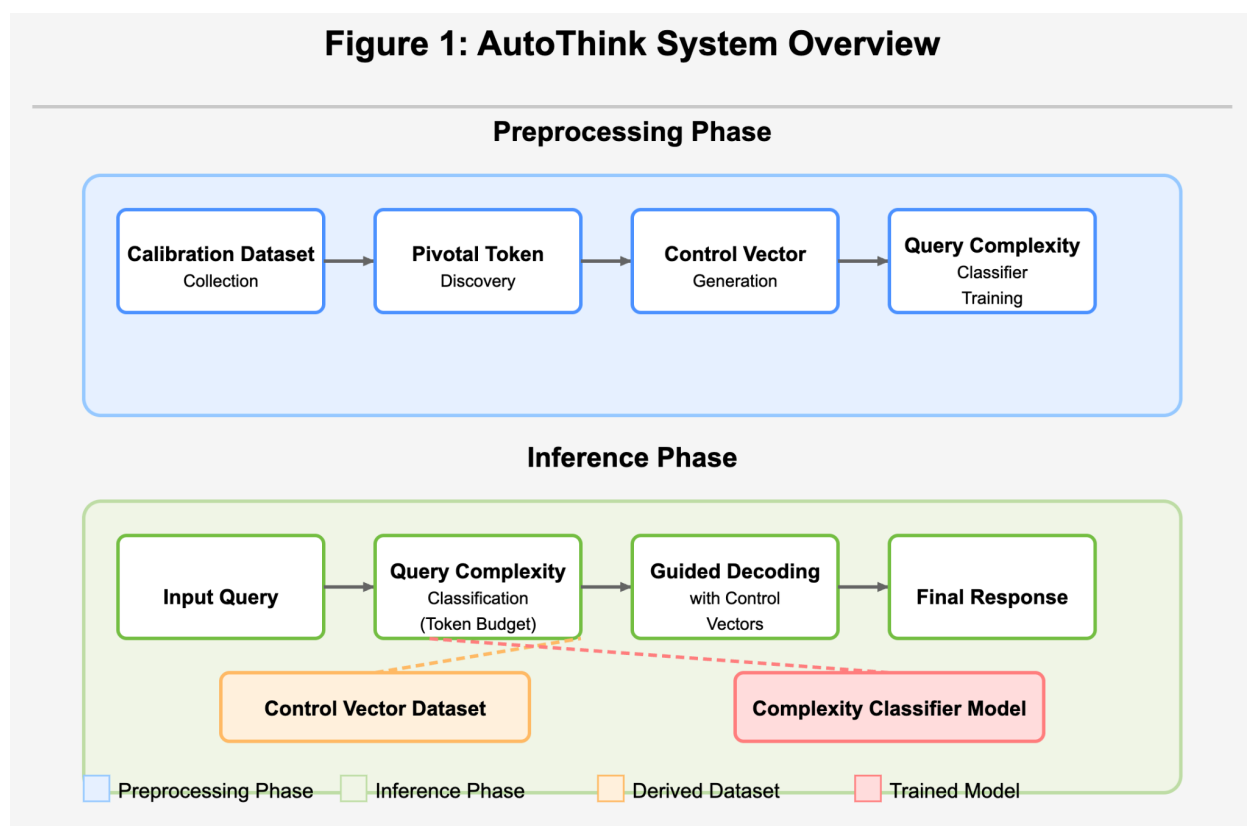 Figure 1: AutoThink System Overview
Preprocessing Phase
Calibration Dataset
Collection
Pivotal Token
Discovery
Control Vector
Generation
Query Complexity
Classifier
Training
Inference Phase
Input Query
Query Complexity
Classification
(Token Budget)
Guided Decoding
with Control
Vectors
Final Response
Control Vector Dataset
Complexity Classifier Model
Preprocessing Phase
Inference Phase
Derived Dataset
Trained Model